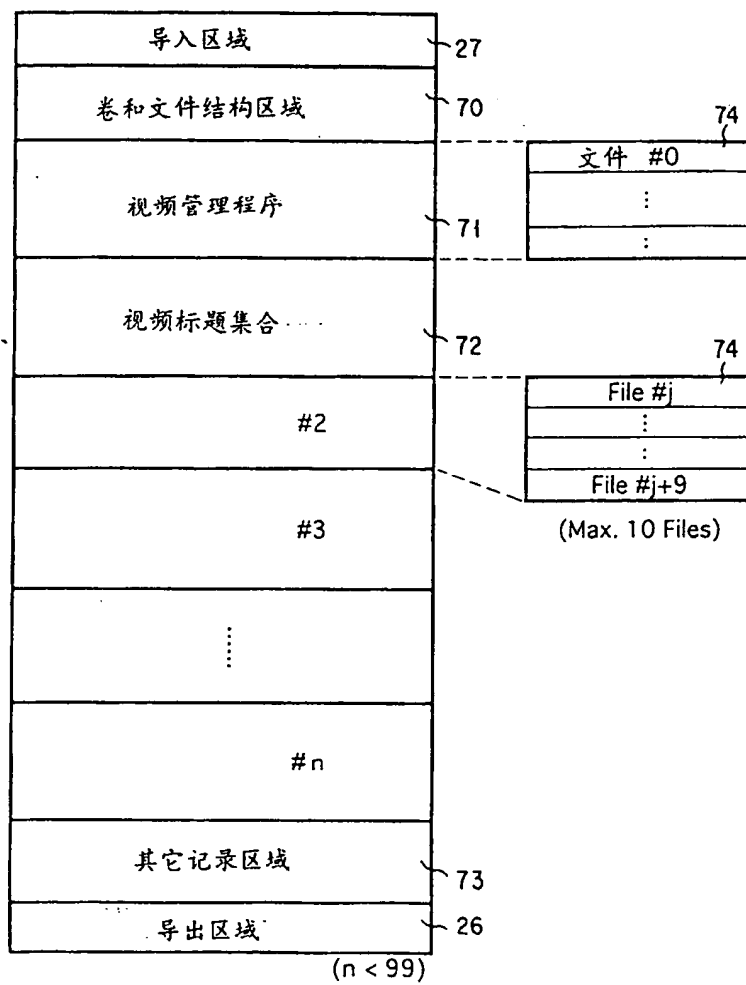 导入区域
27
卷和文件结构区域
70
视频管理程序
71
74
文件 #0
⋮
:
视频标题集合....
72
74
File #j
⋮
⋮
File #j+9
(Max. 10 Files)
#2
#3
⋮
#n
其它记录区域
73
导出区域
26
(n < 99)